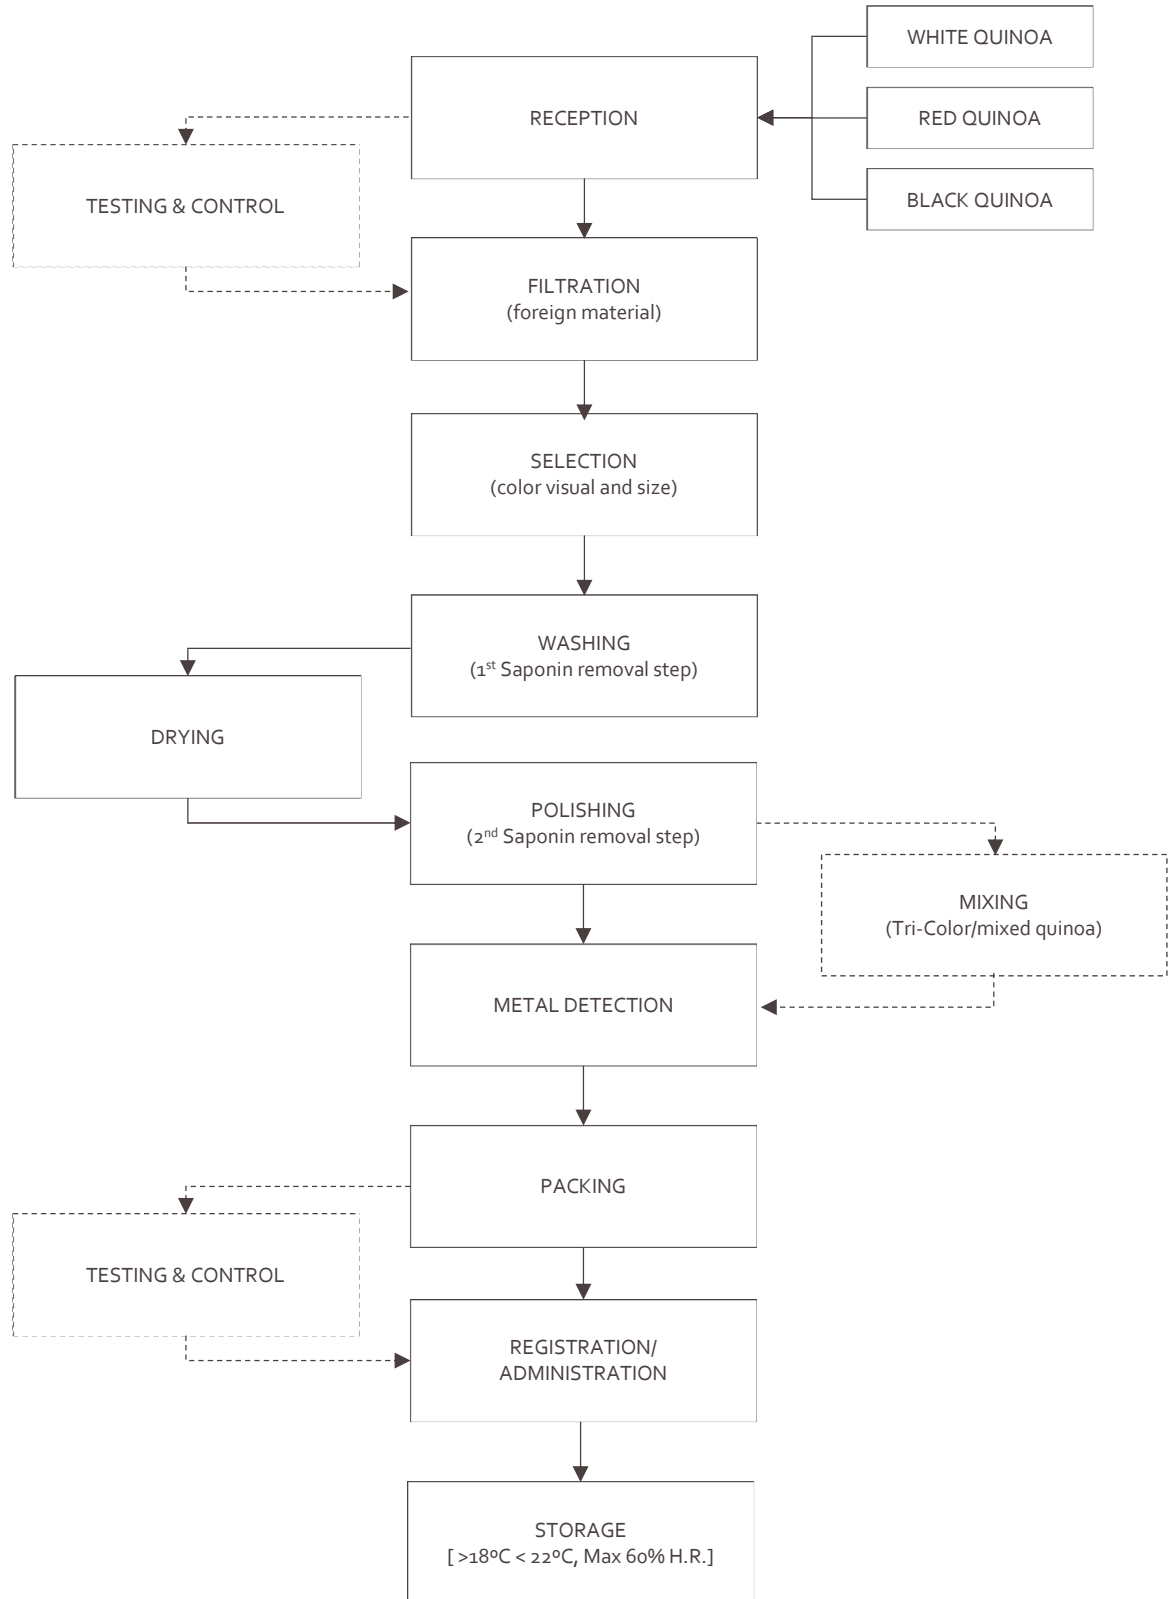 WHITE QUINOA
RECEPTION
RED QUINOA
BLACK QUINOA
TESTING & CONTROL
FILTRATION
(foreign material)
SELECTION
(color visual and size)
WASHING
(1st Saponin removal step)
DRYING
POLISHING
(2nd Saponin removal step)
MIXING
(Tri-Color/mixed quinoa)
METAL DETECTION
PACKING
TESTING & CONTROL
REGISTRATION/
ADMINISTRATION
STORAGE
[ >18ºC < 22ºC, Max 60% H.R.]